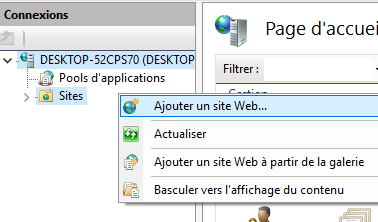 Connexions
Page d'accuei
DESKTOP-52CPS70 (DESKTOP
Pools d'applications
Filtrer :
Sites
Ajouter un site Web...
Actualiser
Ajouter un site Web à partir de la galerie
Basculer vers l'affichage du contenu